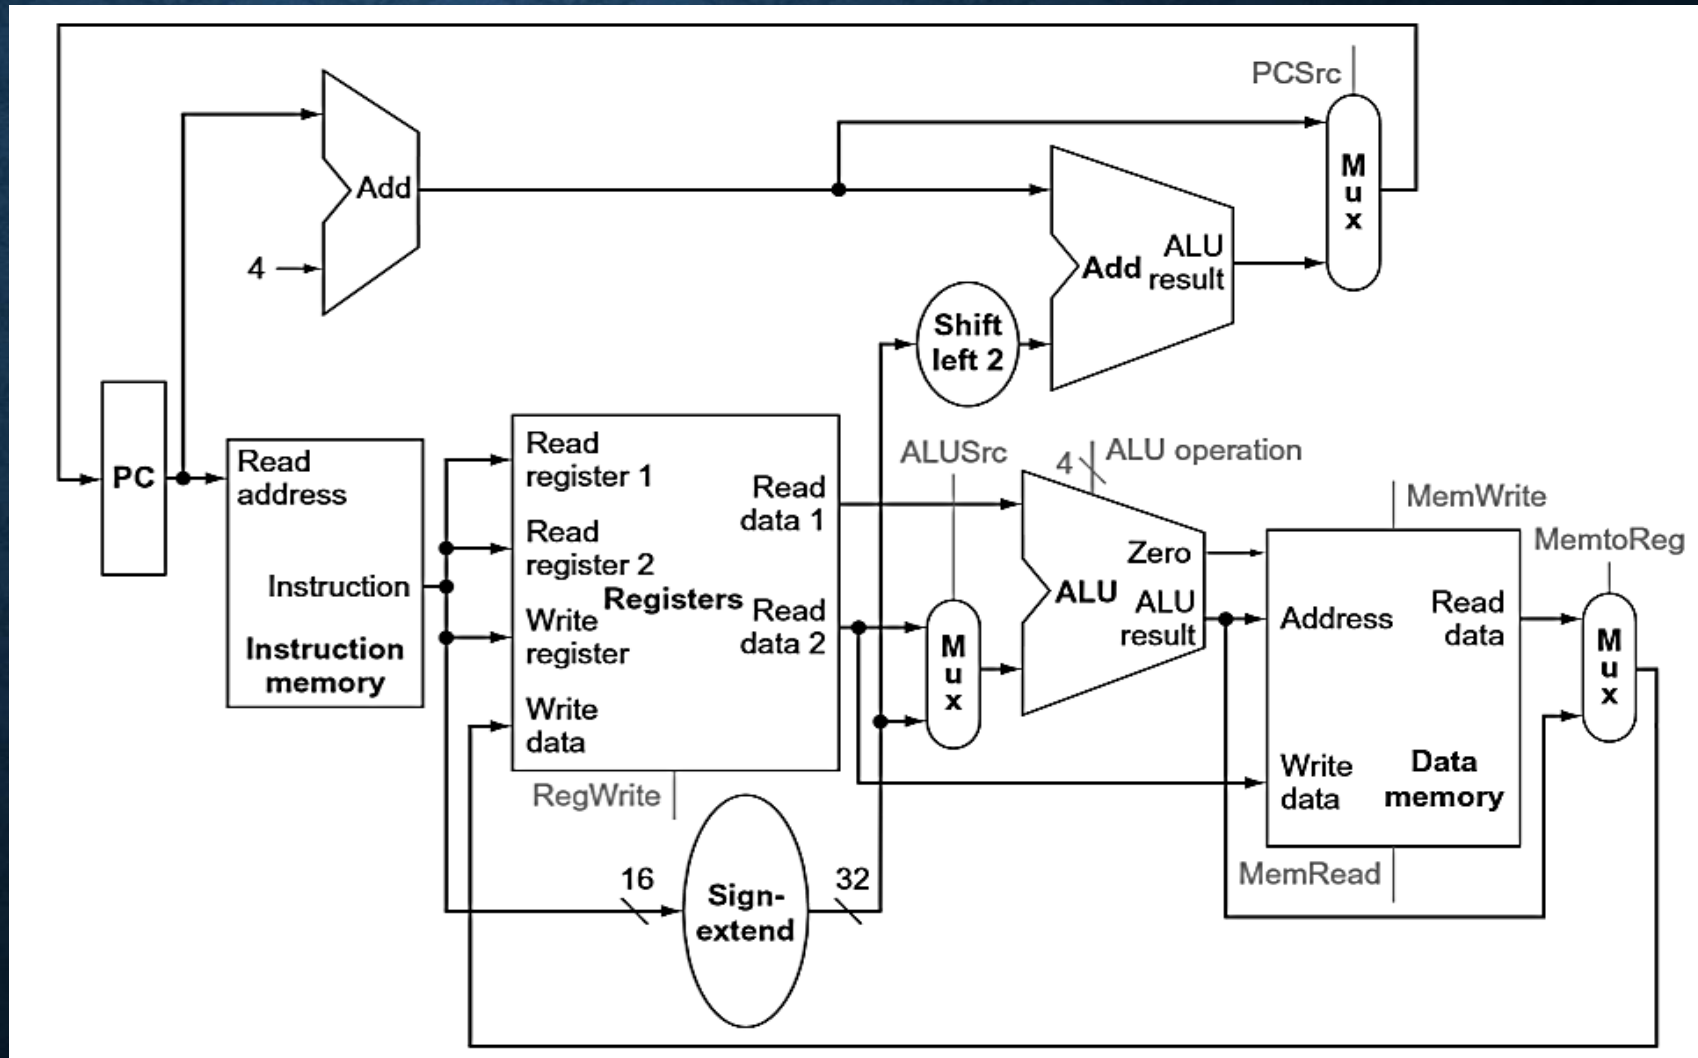 PCSrc
M
u
x
Add
4
Add
ALU
result
Shift
left 2
PC
Read
address
Instruction
Instruction
memory
Read
register 1
Read
register 2
Registers
Write
register
Write
data
Read
data 1
Read
data 2
RegWrite
ALUSrc
M
u
x
4
ALU operation
Zero
ALU
ALU
result
MemWrite
MemtoReg
Address
Read
data
Write
data
Data
memory
MemRead
M
u
x
16
Sign-
extend
32